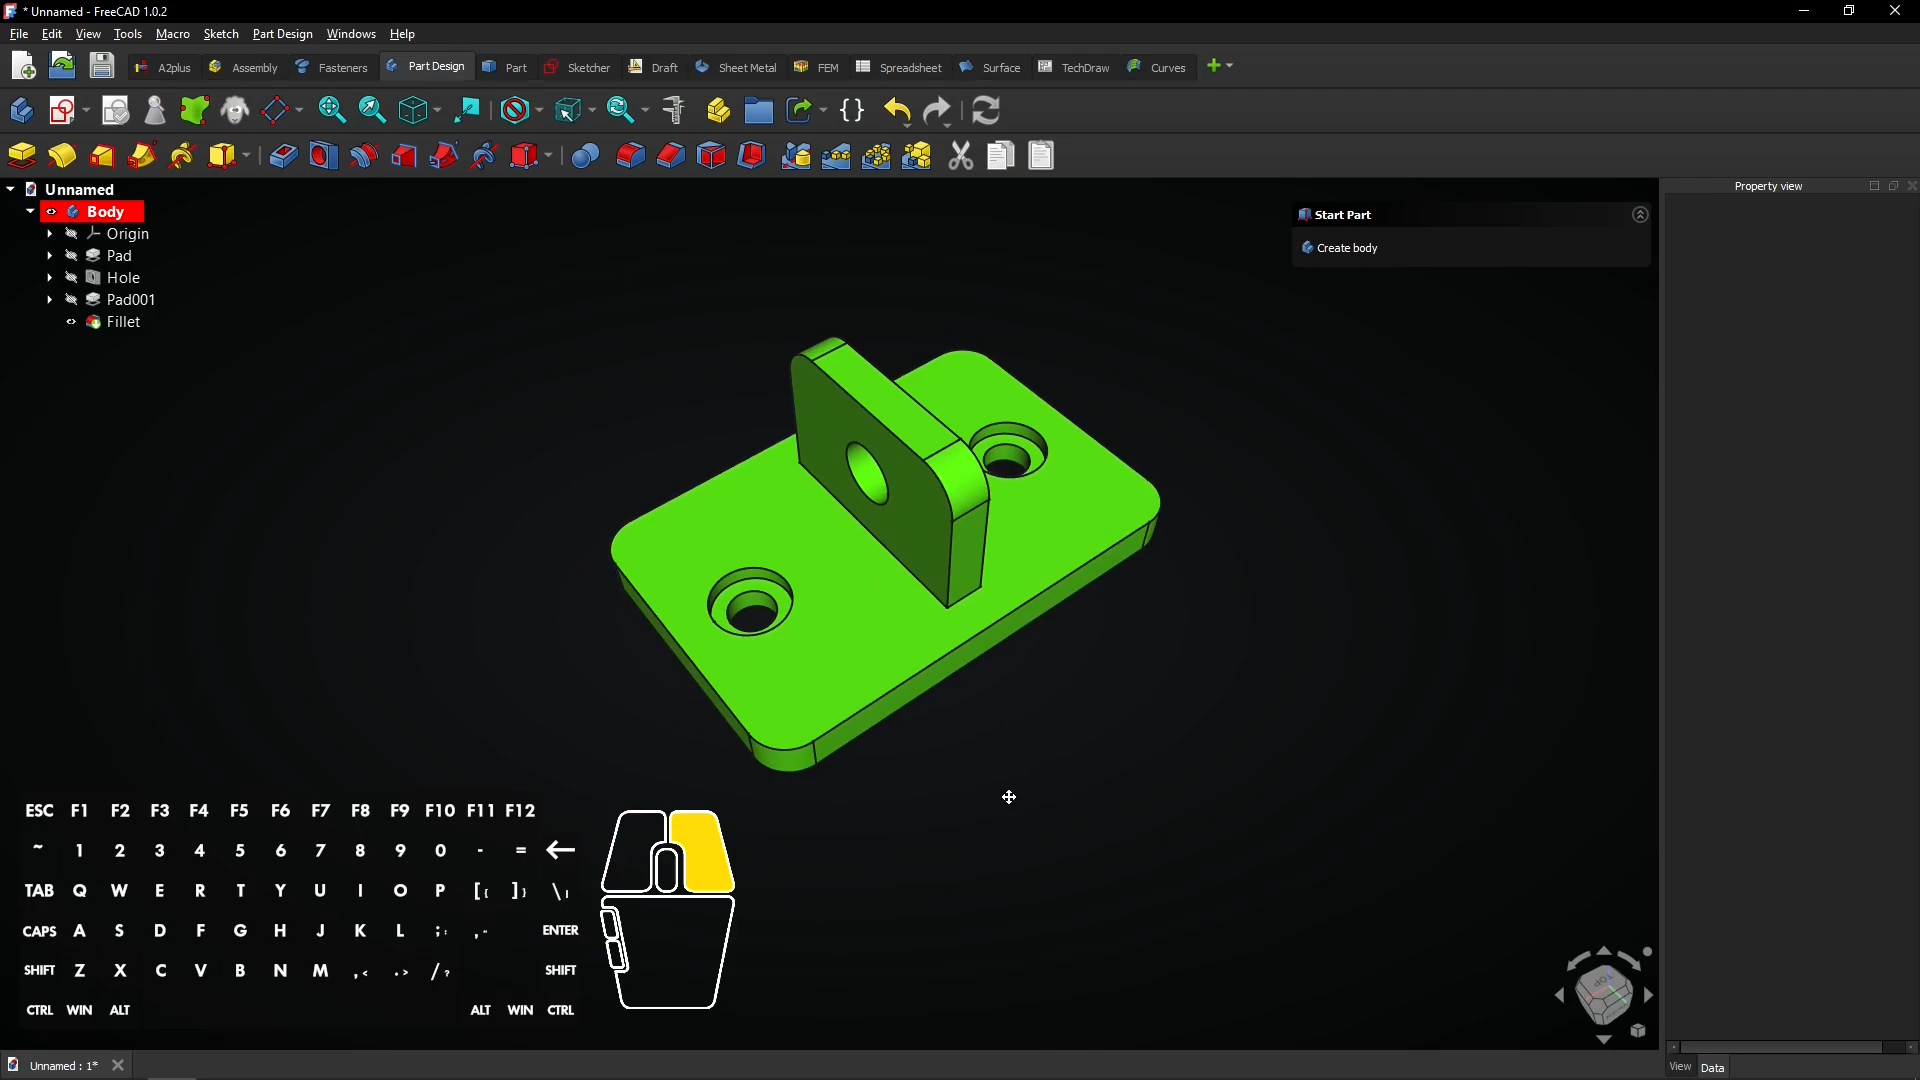 * Unnamed - FreeCAD 1.0.2
File Edit View Tools Macro Sketch Part Design Windows Help
A2plus Assembly Fasteners Part Design Part Sketcher Draft Sheet Metal FEM Spreadsheet Surface TechDraw Curves
Unnamed
Body
Origin
Pad
Hole
Pad001
Fillet
Start Part
Create body
Property view
ESC F1 F2 F3 F4 F5 F6 F7 F8 F9 F10 F11 F12
~ 1 2 3 4 5 6 7 8 9 0 - =
TAB Q W E R T Y U I O P [{ ]} \|
CAPS A S D F G H J K L ;: ," ENTER
SHIFT Z X C V B N M ,< .> /? SHIFT
CTRL WIN ALT ALT WIN CTRL
TOP
Unnamed : 1*
View Data